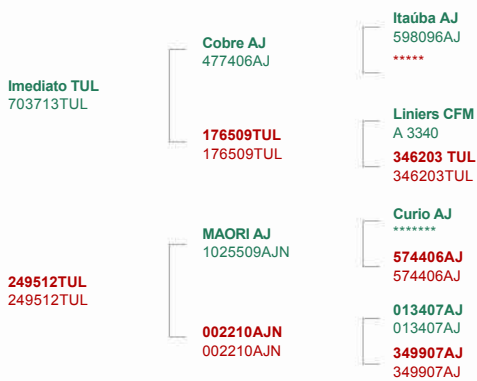 Itaúba AJ
598096AJ
Cobre AJ
477406AJ
*****
Imediato TUL
703713TUL
Liniers CFM
A 3340
176509TUL
176509TUL
346203 TUL
346203TUL
Curio AJ
*******
MAORI AJ
1025509AJN
574406AJ
574406AJ
249512TUL
249512TUL
013407AJ
013407AJ
002210AJN
002210AJN
349907AJ
349907AJ